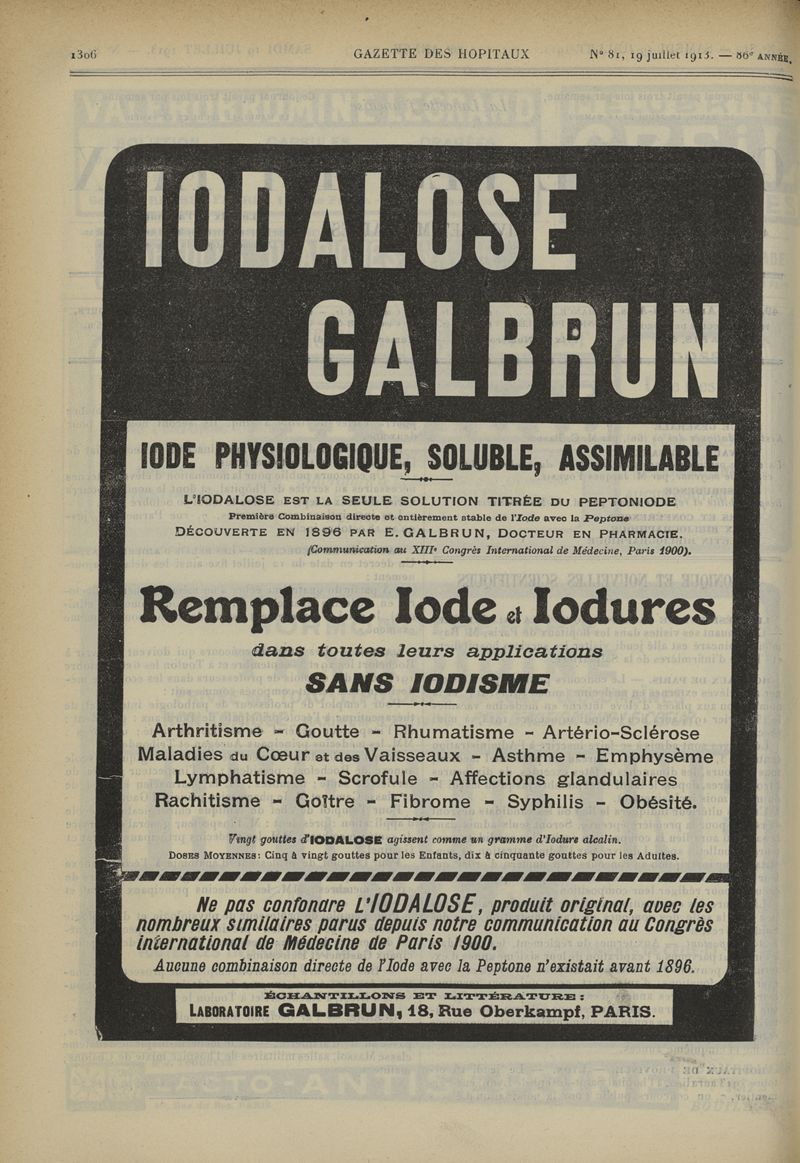 1306
GAZETTE DES HOPITAUX
N° 81, 19 juillet 1913. — 86e ANNÉE.
IODALOSE
GALBRUN
IODE PHYSIOLOGIQUE, SOLUBLE, ASSIMILABLE
L'IODALOSE EST LA SEULE SOLUTION TITRÉE DU PEPTONIODE
Première Combinaison directe et entièrement stable de l'Iode avec la Peptone
DÉCOUVERTE EN 1896 PAR E. GALBRUN, DOCTEUR EN PHARMACIE.
(Communication au XIIIe Congrès International de Médecine, Paris 1900).
Remplace Iode et Iodures
dans toutes leurs applications
SANS IODISME
Arthritisme - Goutte - Rhumatisme - Artério-Sclérose
Maladies du Cœur et des Vaisseaux - Asthme - Emphysème
Lymphatisme - Scrofule - Affections glandulaires
Rachitisme - Goître - Fibrome - Syphilis - Obésité.
Vingt gouttes d'IODALOSE agissent comme un gramme d'Iodure alcalin.
DOSES MOYENNES: Cinq à vingt gouttes pour les Enfants, dix à cinquante gouttes pour les Adultes.
Ne pas confondre L'IODALOSE, produit original, avec les
nombreux similaires parus depuis notre communication au Congrès
international de Médecine de Paris 1900.
Aucune combinaison directe de l'Iode avec la Peptone n'existait avant 1896.
ÉCHANTILLONS ET LITTÉRATURE:
LABORATOIRE GALBRUN, 18, Rue Oberkampf, PARIS.